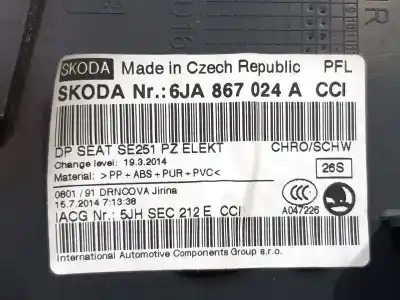 SKODA Made in Czech Republic PFL
SKODA Nr.:6JA 867 024 A CCI
DP SEAT SE251 PZ ELEKT CHRO/SCHW
Change level: 19.3.2014
Material: >PP+ABS+PUR+PVC< 26S
0801 / 91 DRNCOVA Jirina
15.7.2014 7:13:38
A047226
IACG Nr.: 5JH SEC 212 E CCI
International Automotive Components Group s.r.o.